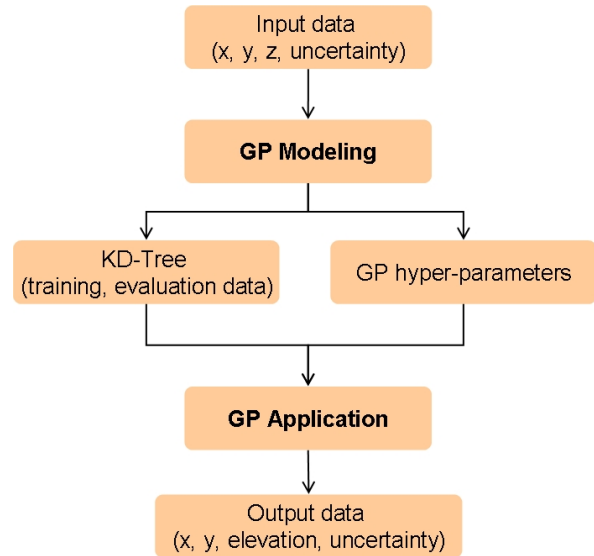 Input data
(x, y, z, uncertainty)
GP Modeling
KD-Tree
(training, evaluation data)
GP hyper-parameters
GP Application
Output data
(x, y, elevation, uncertainty)